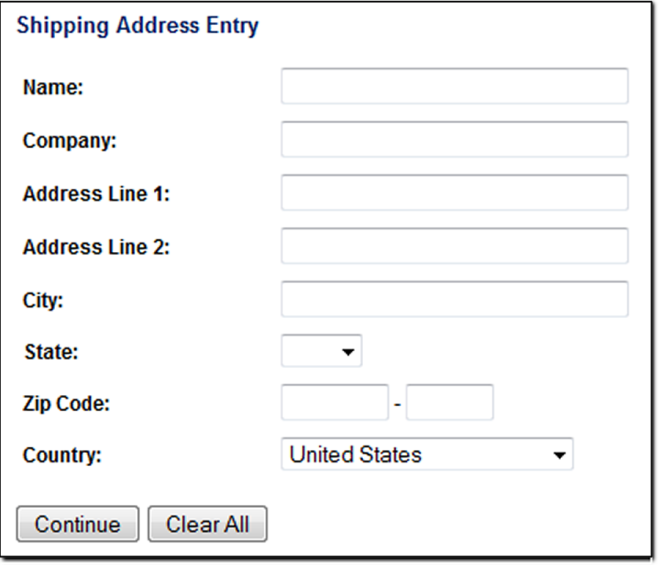 Shipping Address Entry
Name:
Company:
Address Line 1:
Address Line 2:
City:
State:
Zip Code: -
Country: United States
Continue Clear All